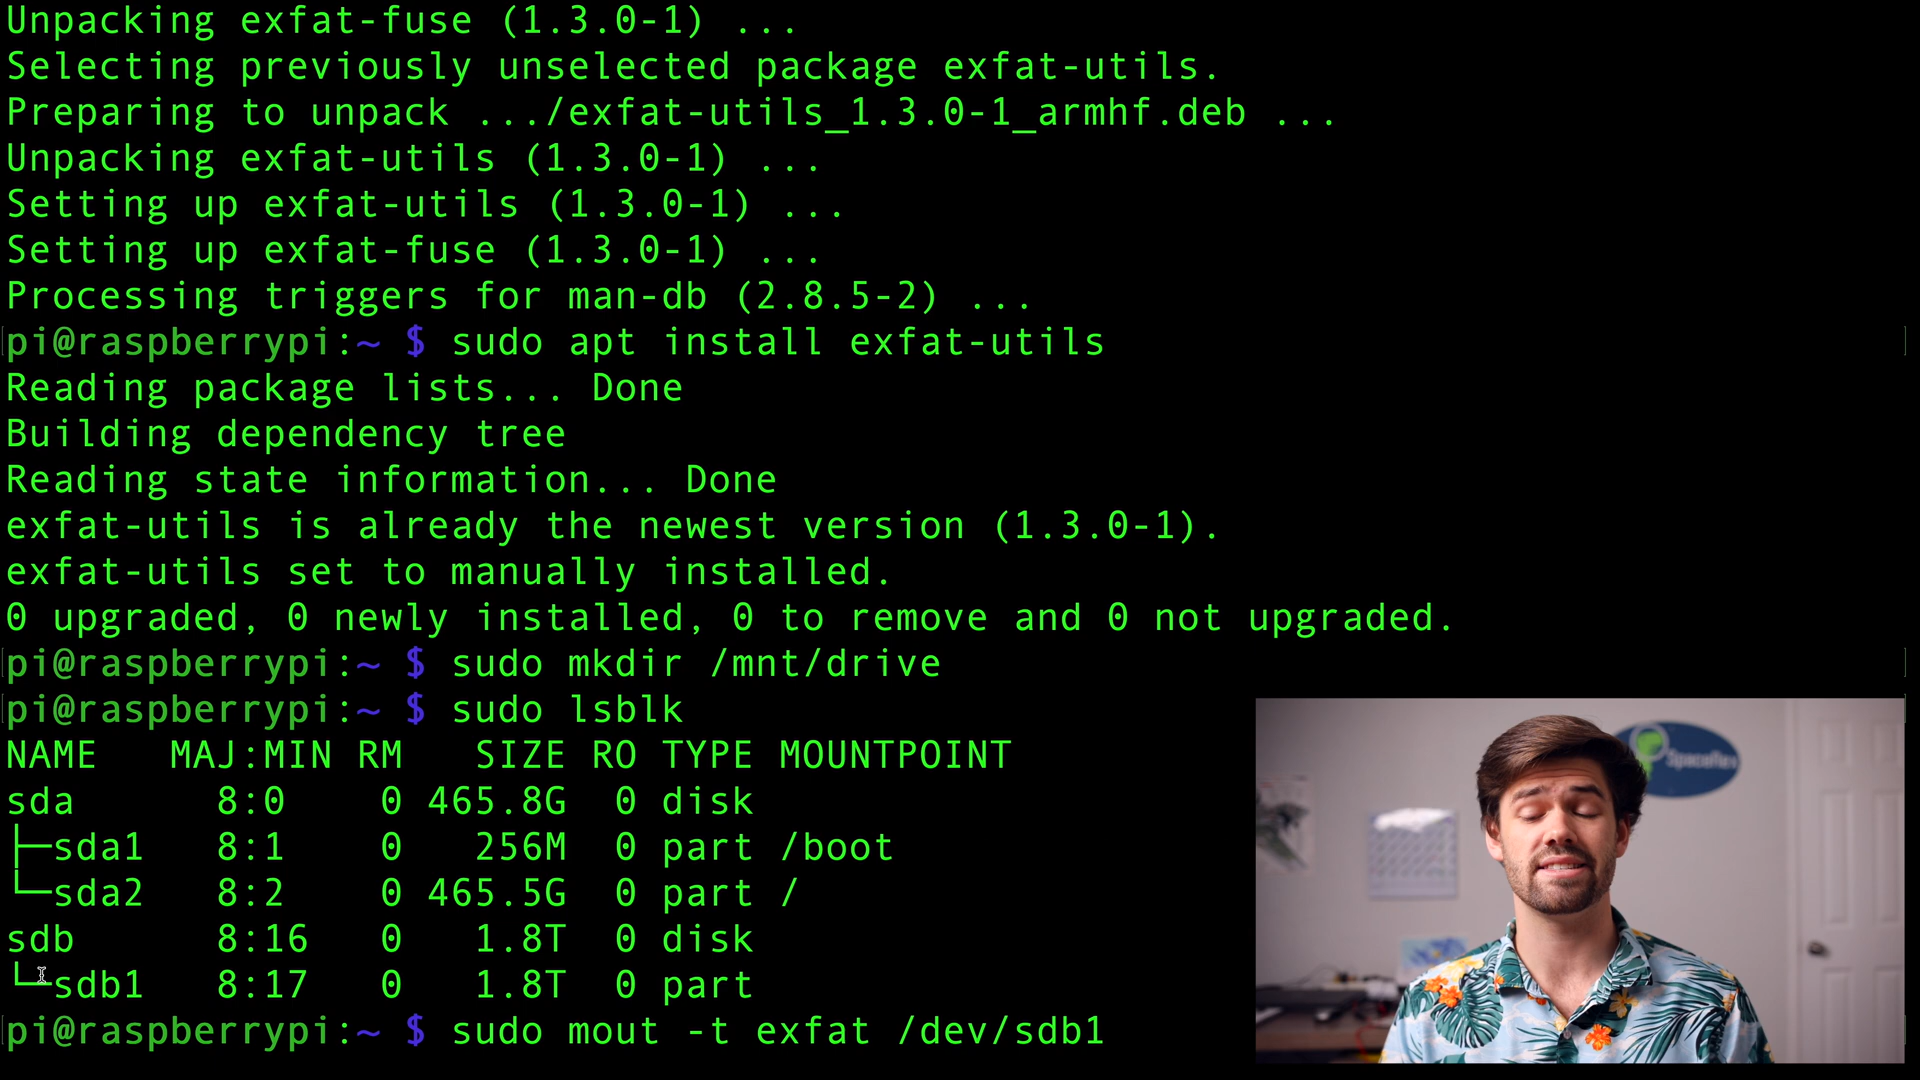 Unpacking exfat-fuse (1.3.0-1) ...
Selecting previously unselected package exfat-utils.
Preparing to unpack .../exfat-utils_1.3.0-1_armhf.deb ...
Unpacking exfat-utils (1.3.0-1) ...
Setting up exfat-utils (1.3.0-1) ...
Setting up exfat-fuse (1.3.0-1) ...
Processing triggers for man-db (2.8.5-2) ...
pi@raspberrypi:~ $ sudo apt install exfat-utils
Reading package lists... Done
Building dependency tree
Reading state information... Done
exfat-utils is already the newest version (1.3.0-1).
exfat-utils set to manually installed.
0 upgraded, 0 newly installed, 0 to remove and 0 not upgraded.
pi@raspberrypi:~ $ sudo mkdir /mnt/drive
pi@raspberrypi:~ $ sudo lsblk
NAME   MAJ:MIN RM   SIZE RO TYPE MOUNTPOINT
sda      8:0    0 465.8G  0 disk
├─sda1   8:1    0   256M  0 part /boot
└─sda2   8:2    0 465.5G  0 part /
sdb      8:16   0   1.8T  0 disk
└─sdb1   8:17   0   1.8T  0 part
pi@raspberrypi:~ $ sudo mout -t exfat /dev/sdb1
SpaceRex